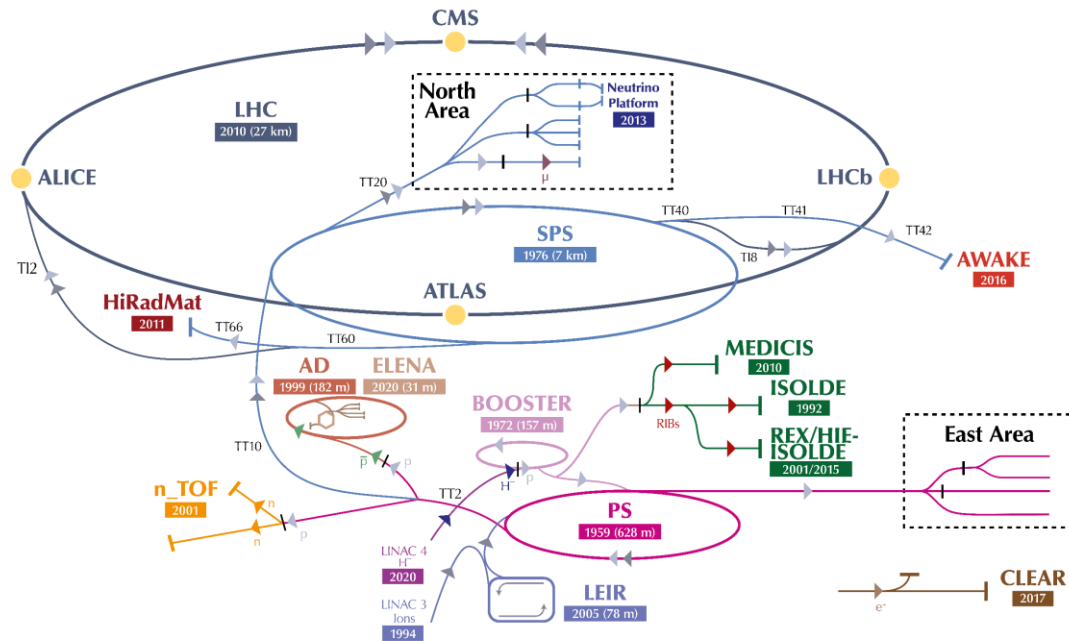 CMS
North
Area
Neutrino
Platform
2013
LHC
2010 (27 km)
μ
ALICE
LHCb
TT20
TT40
TT41
TT42
SPS
1976 (7 km)
TI8
AWAKE
2016
TI2
HiRadMat
2011
ATLAS
TT66
TT60
AD
1999 (182 m)
ELENA
2020 (31 m)
MEDICIS
2010
ISOLDE
1992
BOOSTER
1972 (157 m)
RIBs
REX/HIE-
ISOLDE
2001/2015
East Area
TT10
p̅
p
TT2
H⁻
p
n_TOF
2001
n
n
p
PS
1959 (628 m)
LINAC 4
H⁻
2020
LINAC 3
Ions
1994
LEIR
2005 (78 m)
e⁻
CLEAR
2017